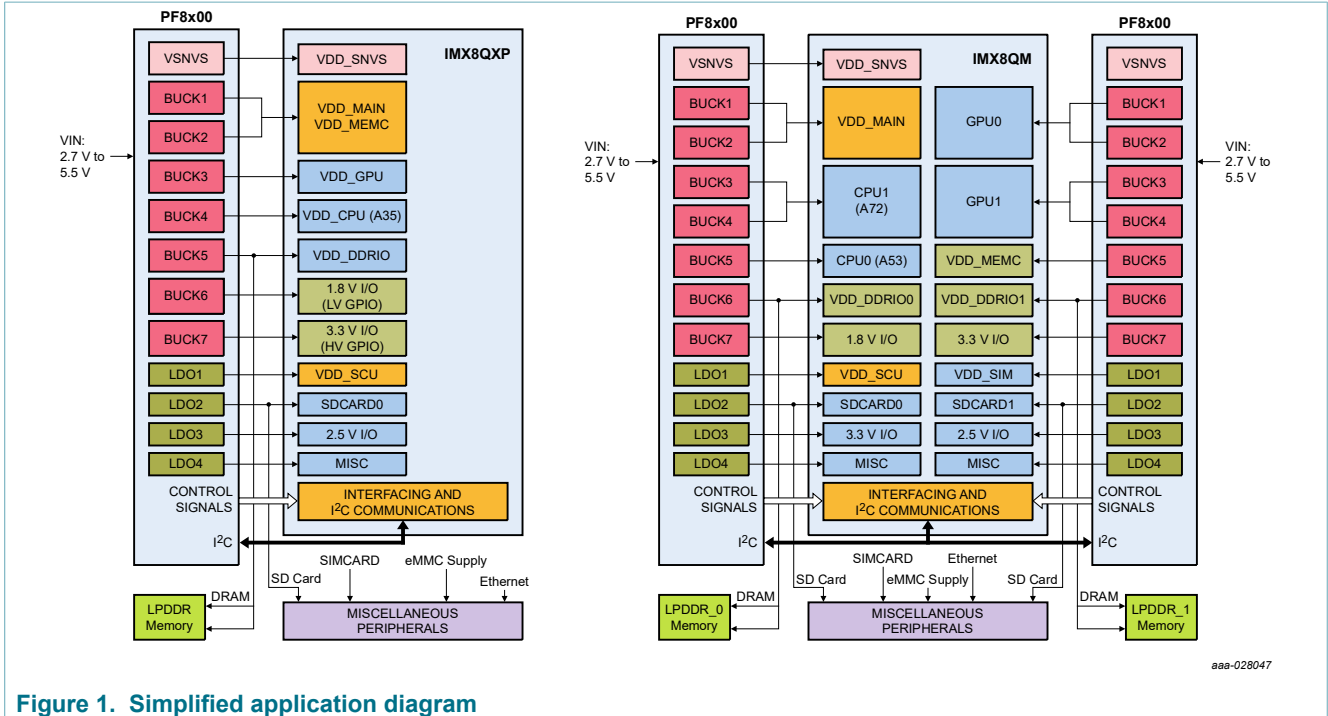 PF8x00
VSNVS
BUCK1
BUCK2
BUCK3
BUCK4
BUCK5
BUCK6
BUCK7
LDO1
LDO2
LDO3
LDO4
CONTROL
SIGNALS
I²C
VIN:
2.7 V to
5.5 V
IMX8QXP
VDD_SNVS
VDD_MAIN
VDD_MEMC
VDD_GPU
VDD_CPU (A35)
VDD_DDRIO
1.8 V I/O
(LV GPIO)
3.3 V I/O
(HV GPIO)
VDD_SCU
SDCARD0
2.5 V I/O
MISC
INTERFACING AND
I²C COMMUNICATIONS
SIMCARD
eMMC Supply
SD Card
Ethernet
DRAM
LPDDR
Memory
MISCELLANEOUS
PERIPHERALS
PF8x00
VSNVS
BUCK1
BUCK2
BUCK3
BUCK4
BUCK5
BUCK6
BUCK7
LDO1
LDO2
LDO3
LDO4
CONTROL
SIGNALS
I²C
VIN:
2.7 V to
5.5 V
IMX8QM
VDD_SNVS
VDD_MAIN
CPU1
(A72)
CPU0 (A53)
VDD_DDRIO0
1.8 V I/O
VDD_SCU
SDCARD0
3.3 V I/O
MISC
GPU0
GPU1
VDD_MEMC
VDD_DDRIO1
3.3 V I/O
VDD_SIM
SDCARD1
2.5 V I/O
MISC
INTERFACING AND
I²C COMMUNICATIONS
PF8x00
VSNVS
BUCK1
BUCK2
BUCK3
BUCK4
BUCK5
BUCK6
BUCK7
LDO1
LDO2
LDO3
LDO4
CONTROL
SIGNALS
I²C
VIN:
2.7 V to
5.5 V
SIMCARD
Ethernet
SD Card
eMMC Supply
SD Card
DRAM
LPDDR_0
Memory
MISCELLANEOUS
PERIPHERALS
DRAM
LPDDR_1
Memory
aaa-028047
Figure 1. Simplified application diagram